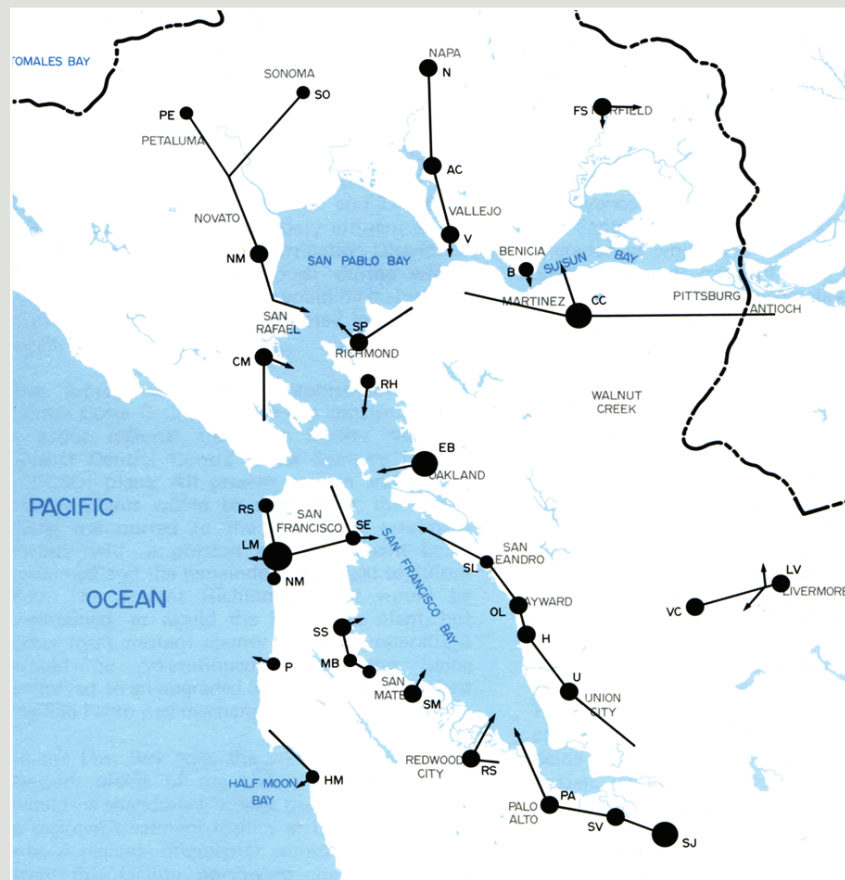 TOMALES BAY
NAPA
N
SONOMA
SO
PE
PETALUMA
FS
FAIRFIELD
AC
NOVATO
VALLEJO
V
NM
SAN PABLO BAY
BENICIA
B
SUISUN
BAY
MARTINEZ
CC
PITTSBURG
ANTIOCH
SAN
RAFAEL
SP
RICHMOND
CM
RH
WALNUT
CREEK
EB
OAKLAND
PACIFIC
OCEAN
RS
SAN
FRANCISCO
SE
LM
NM
SAN FRANCISCO BAY
SAN
LEANDRO
SL
OL
HAYWARD
H
LV
LIVERMORE
VC
SS
MB
P
SAN
MATEO
SM
U
UNION
CITY
REDWOOD
CITY
RS
HALF MOON
BAY
HM
PALO
ALTO
PA
SV
SJ